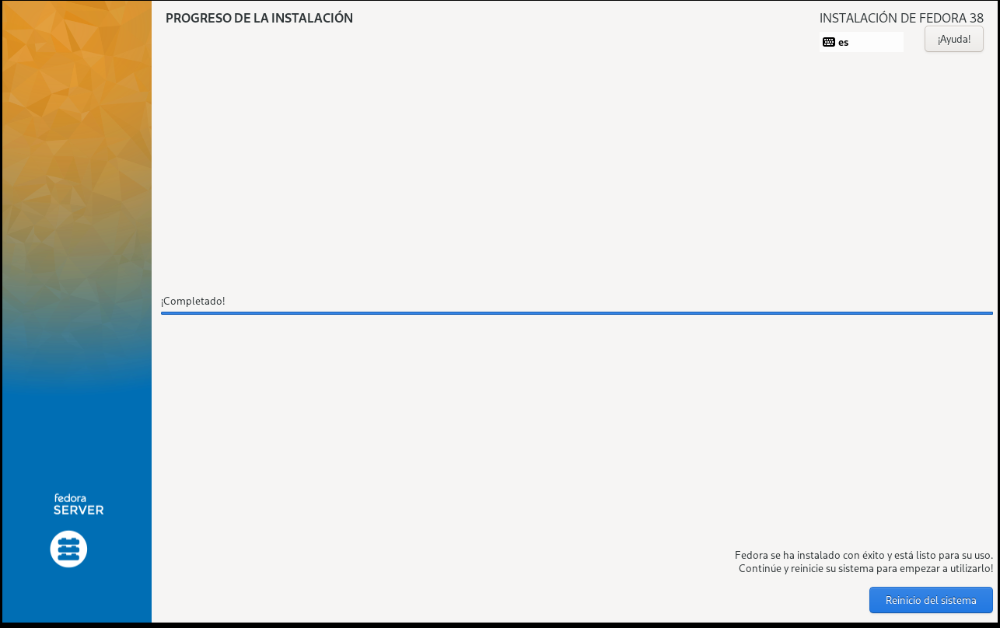 PROGRESO DE LA INSTALACIÓN
INSTALACIÓN DE FEDORA 38
es
¡Ayuda!
¡Completado!
fedora
SERVER
Fedora se ha instalado con éxito y está listo para su uso.
Continúe y reinicie su sistema para empezar a utilizarlo!
Reinicio del sistema